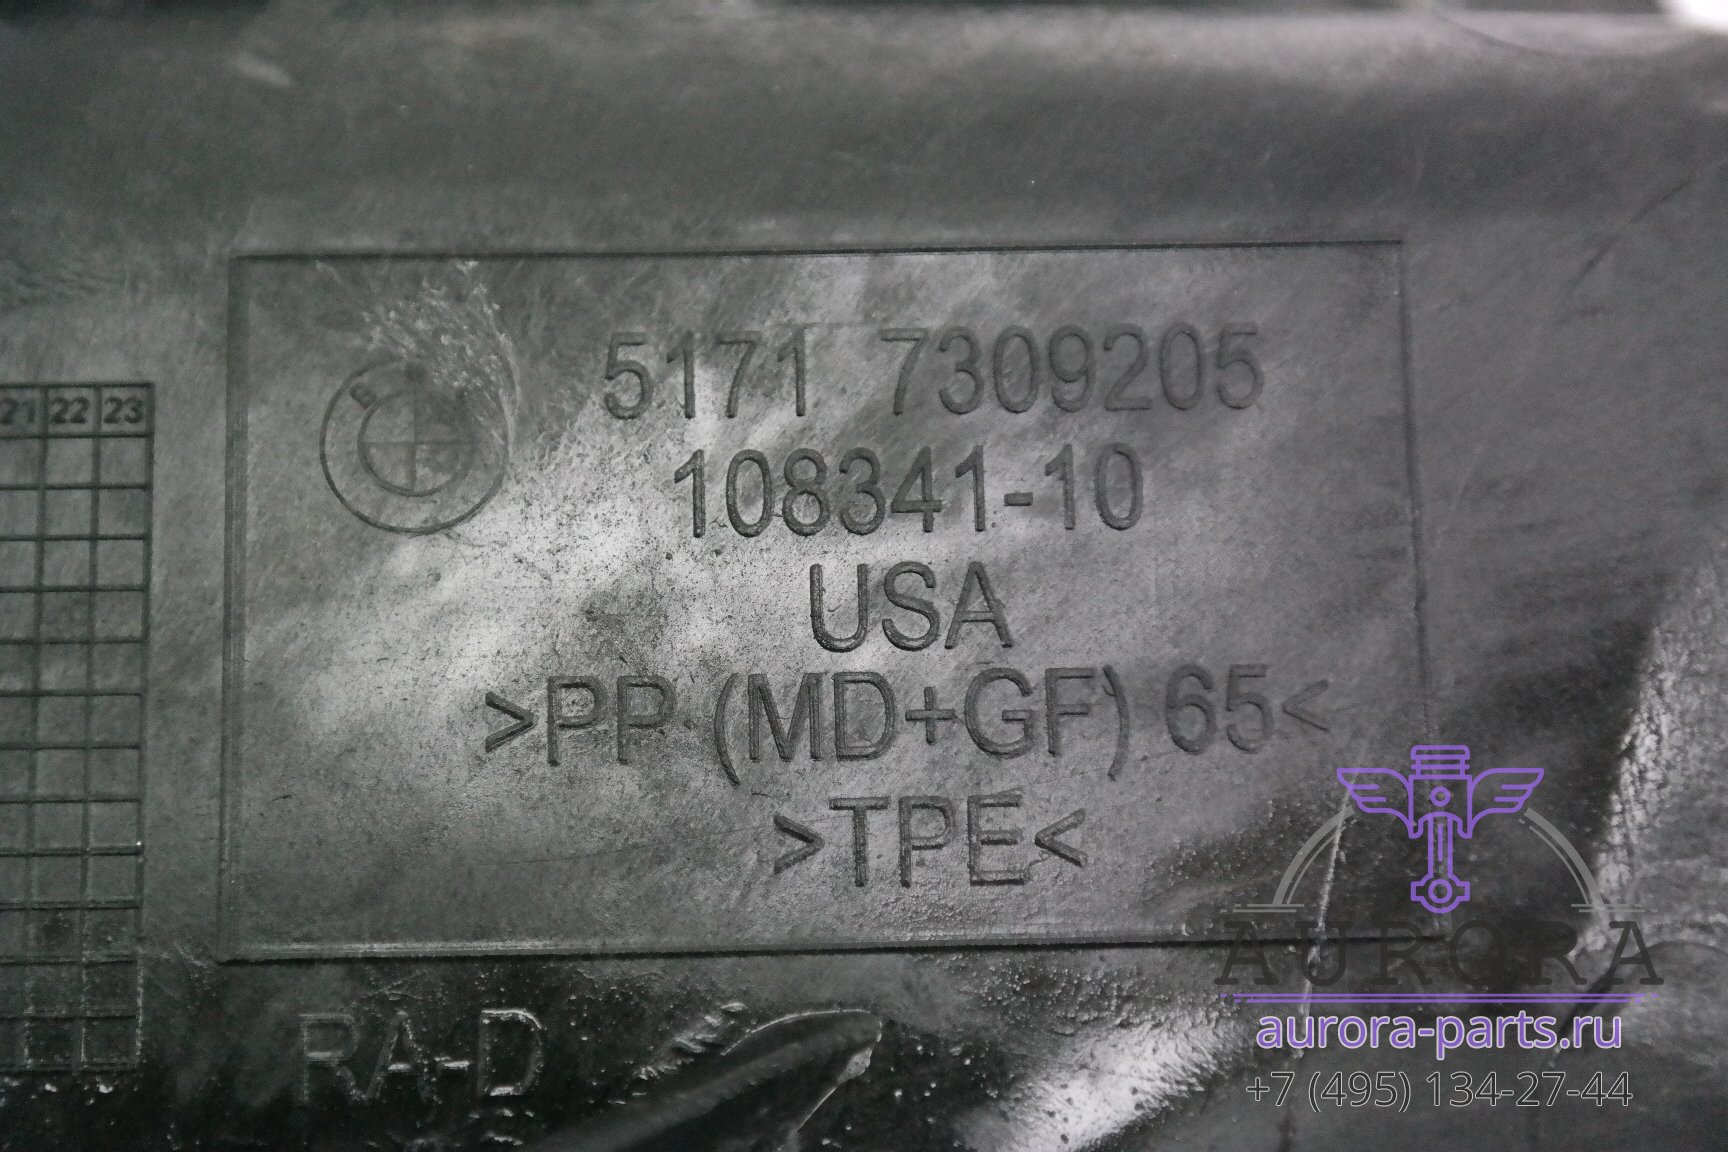 21 22 23
5171 7309205
108341-10
USA
>PP (MD+GF) 65<
>TPE<
RA-D
AURORA
aurora-parts.ru
+7 (495) 134-27-44